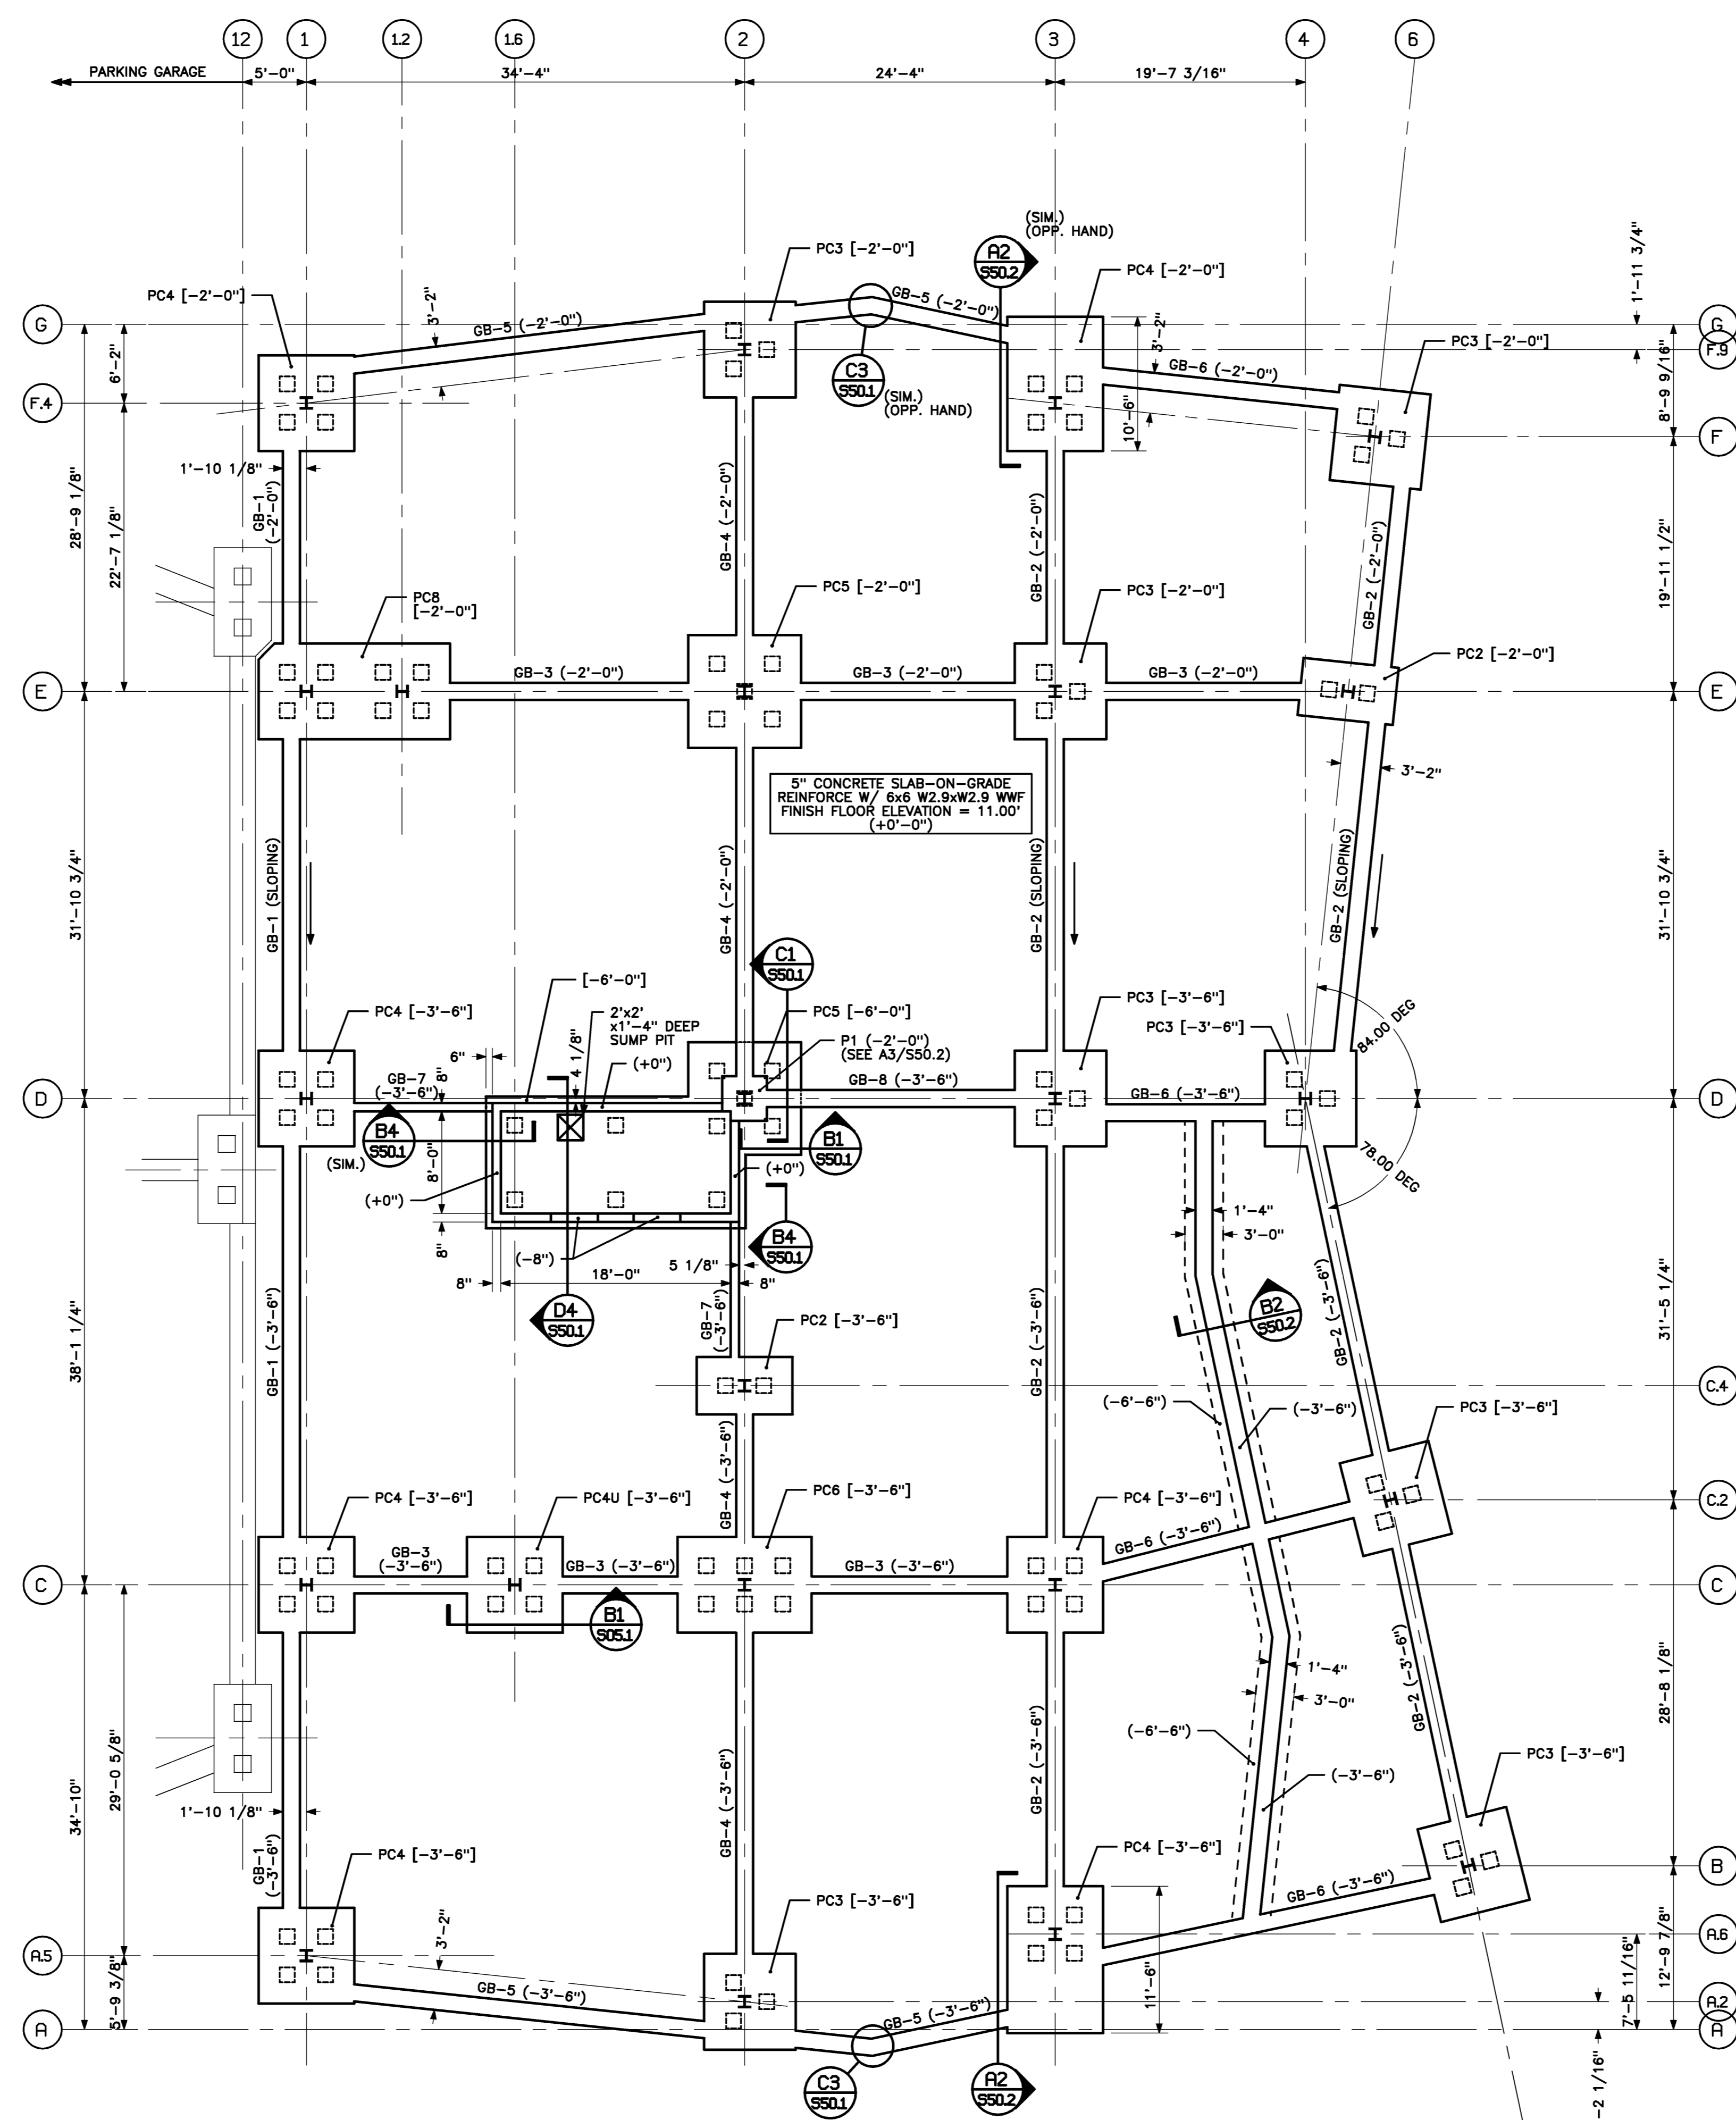 12
1
1.2
1.6
2
3
4
6
PARKING GARAGE
5'-0"
34'-4"
24'-4"
19'-7 3/16"
(SIM.)
(OPP. HAND)
A2
S50.2
PC3 [-2'-0"]
PC4 [-2'-0"]
PC4 [-2'-0"]
1'-11 3/4"
G
6'-2"
3'-2"
GB-5 (-2'-0")
GB-5 (-2'-0")
C3
S50.1
(SIM.)
(OPP. HAND)
3'-2"
GB-6 (-2'-0")
10'-6"
PC3 [-2'-0"]
G
F.9
8'-9 9/16"
F.4
F
1'-10 1/8"
GB-1
(-2'-0")
28'-9 1/8"
22'-7 1/8"
GB-4 (-2'-0")
GB-2 (-2'-0")
GB-2 (-2'-0")
19'-11 1/2"
PC8
[-2'-0"]
PC5 [-2'-0"]
PC3 [-2'-0"]
PC2 [-2'-0"]
E
GB-3 (-2'-0")
GB-3 (-2'-0")
GB-3 (-2'-0")
E
5" CONCRETE SLAB-ON-GRADE
REINFORCE W/ 6x6 W2.9xW2.9 WWF
FINISH FLOOR ELEVATION = 11.00'
(+0'-0")
3'-2"
31'-10 3/4"
GB-1 (SLOPING)
GB-4 (-2'-0")
GB-2 (SLOPING)
GB-2 (SLOPING)
31'-10 3/4"
C1
S50.1
[-6'-0"]
PC4 [-3'-6"]
2'x2'
x1'-4" DEEP
SUMP PIT
PC5 [-6'-0"]
P1 (-2'-0")
(SEE A3/S50.2)
PC3 [-3'-6"]
PC3 [-3'-6"]
84.00 DEG
6"
4 1/8"
(+0")
8"
D
GB-7
(-3'-6")
GB-8 (-3'-6")
GB-6 (-3'-6")
D
B4
S50.1
(SIM.)
B1
S50.1
8'-0"
(+0")
(+0")
78.00 DEG
8"
(-8")
18'-0"
8"
5 1/8"
8"
B4
S50.1
1'-4"
3'-0"
D4
S50.1
B2
S50.2
38'-1 1/4"
GB-1 (-3'-6")
GB-7
(-3'-6")
PC2 [-3'-6"]
GB-2 (-3'-6")
GB-2 (-3'-6")
31'-5 1/4"
C.4
(-6'-6")
(-3'-6")
PC3 [-3'-6"]
GB-4 (-3'-6")
PC4 [-3'-6"]
PC4U [-3'-6"]
PC6 [-3'-6"]
PC4 [-3'-6"]
C.2
GB-3
(-3'-6")
GB-3 (-3'-6")
GB-3 (-3'-6")
GB-6 (-3'-6")
C
C
B1
S05.1
1'-4"
3'-0"
34'-10"
29'-0 5/8"
GB-4 (-3'-6")
GB-2 (-3'-6")
(-6'-6")
(-3'-6")
GB-2 (-3'-6")
28'-8 1/8"
PC3 [-3'-6"]
1'-10 1/8"
GB-1
(-3'-6")
PC4 [-3'-6"]
PC3 [-3'-6"]
PC4 [-3'-6"]
GB-6 (-3'-6")
B
A.5
5'-9 3/8"
3'-2"
GB-5 (-3'-6")
GB-5 (-3'-6")
11'-6"
7'-5 11/16"
12'-9 7/8"
A.6
A.2
A
A
C3
S50.1
A2
S50.2
-2 1/16"